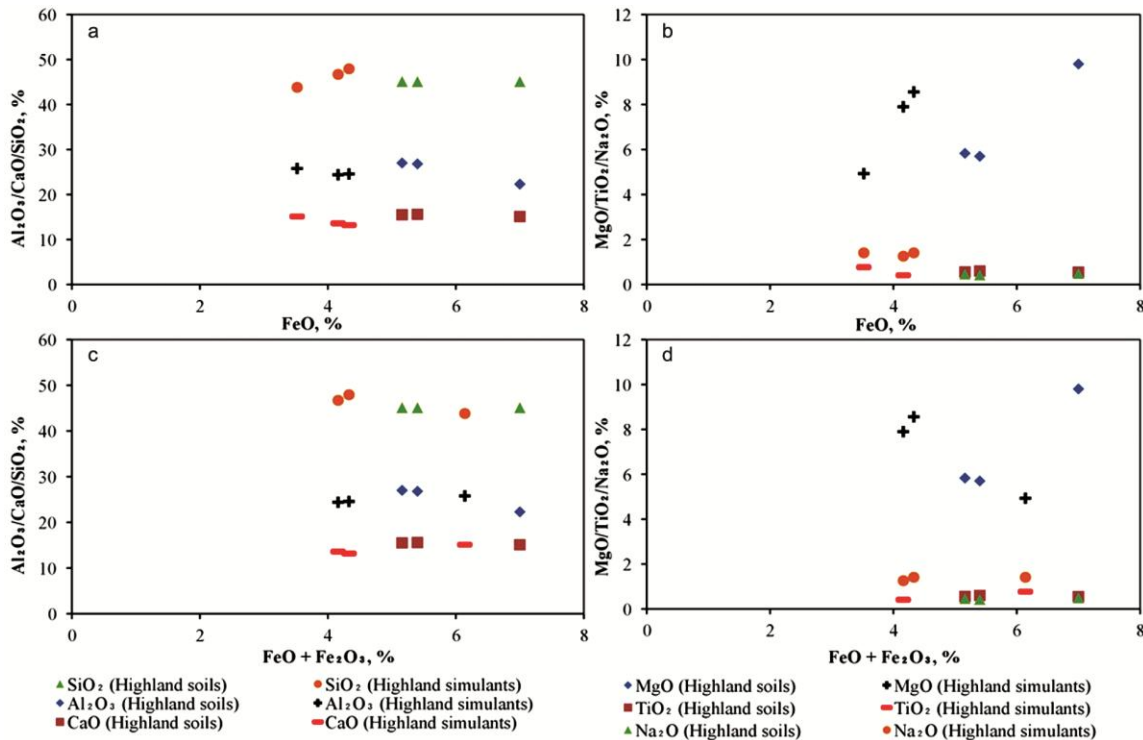 a
60
50
40
30
20
10
0
Al₂O₃/CaO/SiO₂, %
0 2 4 6 8
FeO, %
b
12
10
8
6
4
2
0
MgO/TiO₂/Na₂O, %
0 2 4 6 8
FeO, %
c
60
50
40
30
20
10
0
Al₂O₃/CaO/SiO₂, %
0 2 4 6 8
FeO + Fe₂O₃, %
d
12
10
8
6
4
2
0
MgO/TiO₂/Na₂O, %
0 2 4 6 8
FeO + Fe₂O₃, %
SiO₂ (Highland soils) SiO₂ (Highland simulants)
Al₂O₃ (Highland soils) Al₂O₃ (Highland simulants)
CaO (Highland soils) CaO (Highland simulants)
MgO (Highland soils) MgO (Highland simulants)
TiO₂ (Highland soils) TiO₂ (Highland simulants)
Na₂O (Highland soils) Na₂O (Highland simulants)